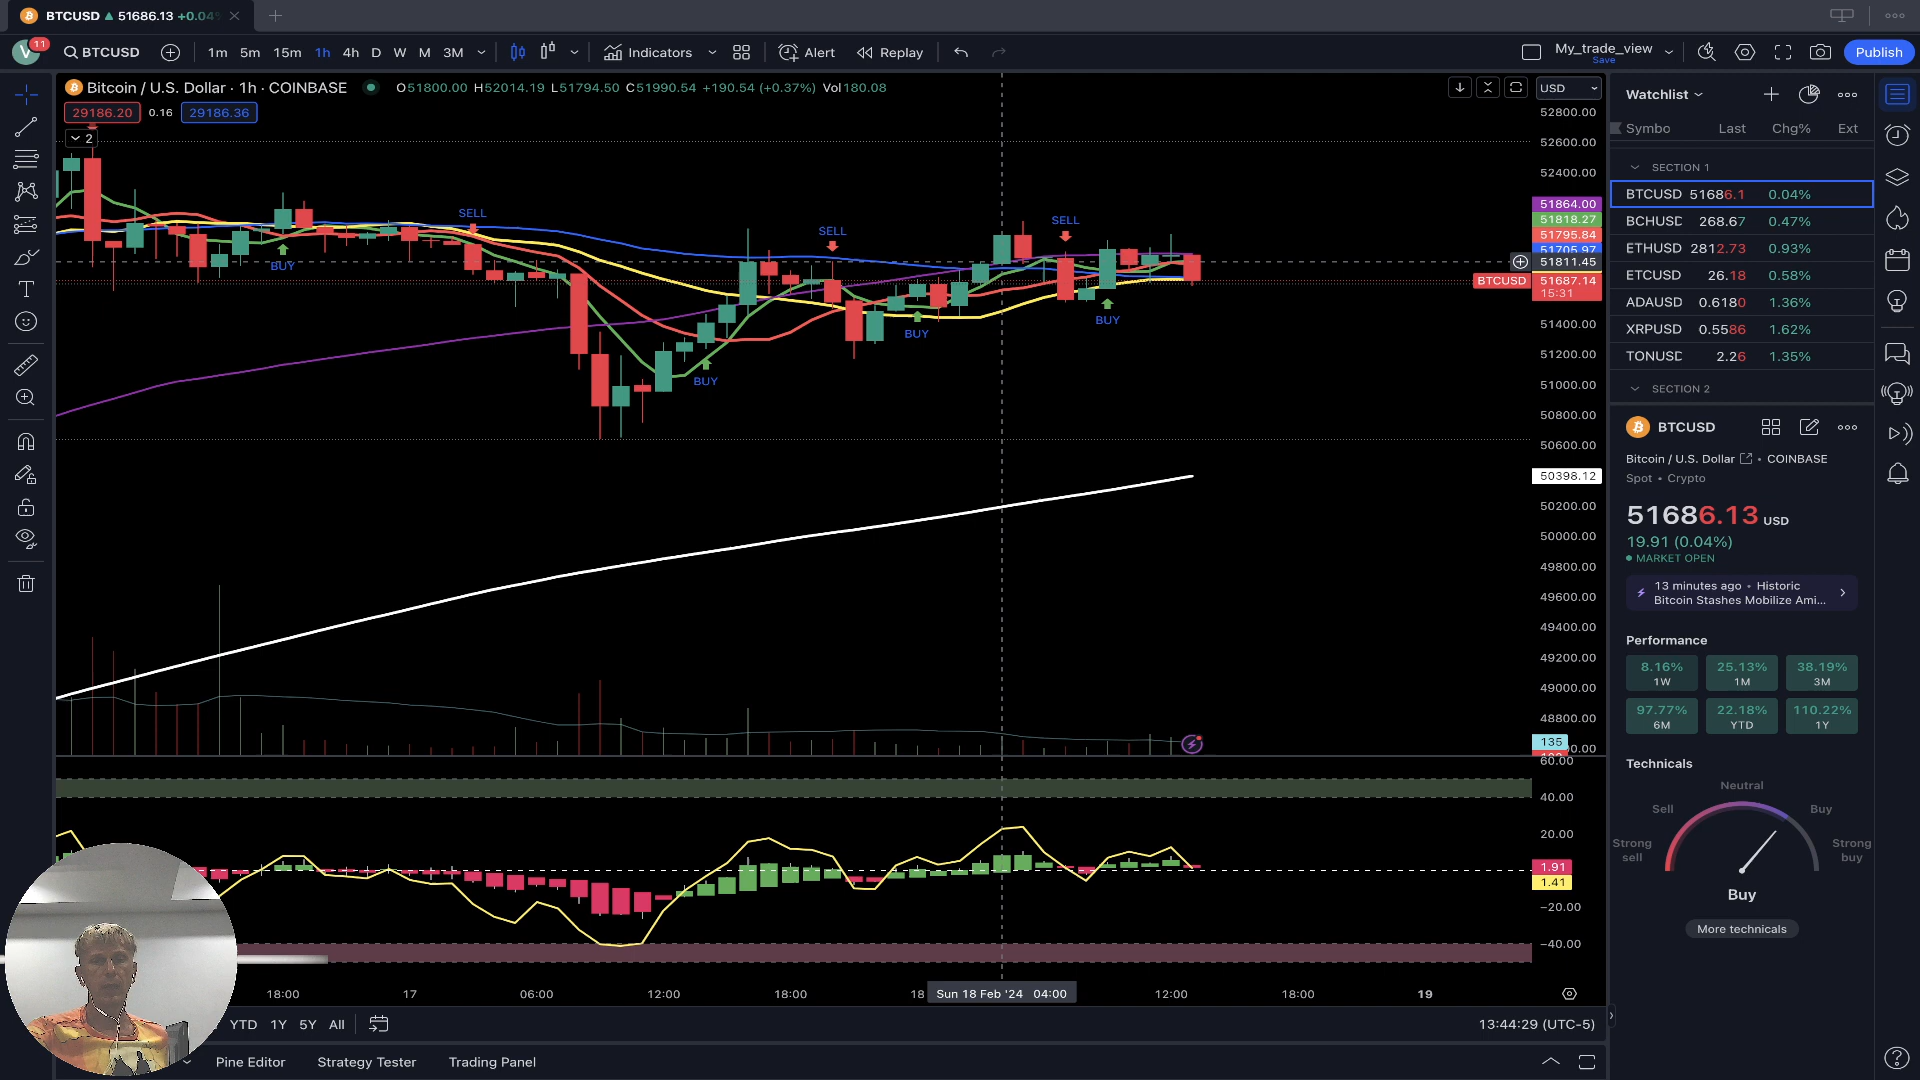 BTCUSD ▲ 51686.13 +0.04
V 11 BTCUSD 1m 5m 15m 1h 4h D W M 3M Indicators Alert Replay My_trade_view Save Publish
Bitcoin / U.S. Dollar · 1h · COINBASE O51800.00 H52014.19 L51794.50 C51990.54 +190.54 (+0.37%) Vol180.08
29186.20 0.16 29186.36
2
USD
52800.00
52600.00
52400.00
51864.00
51818.27
51795.84
51705.97
51811.45
BTCUSD 51687.14
15:31
51400.00
51200.00
51000.00
50800.00
50600.00
50398.12
50200.00
50000.00
49800.00
49600.00
49400.00
49200.00
49000.00
48800.00
135
60.00
40.00
20.00
1.91
1.41
−20.00
−40.00
BUY
SELL
BUY
SELL
BUY
SELL
BUY
18:00 17 06:00 12:00 18:00 18 Sun 18 Feb '24 04:00 12:00 18:00 19
YTD 1Y 5Y All 13:44:29 (UTC-5)
Pine Editor Strategy Tester Trading Panel
Watchlist
Symbo Last Chg% Ext
SECTION 1
BTCUSD 51686.1 0.04%
BCHUSD 268.67 0.47%
ETHUSD 2812.73 0.93%
ETCUSD 26.18 0.58%
ADAUSD 0.6180 1.36%
XRPUSD 0.5586 1.62%
TONUSD 2.26 1.35%
SECTION 2
BTCUSD
Bitcoin / U.S. Dollar • COINBASE
Spot • Crypto
51686.13 USD
19.91 (0.04%)
MARKET OPEN
13 minutes ago • Historic
Bitcoin Stashes Mobilize Ami...
Performance
8.16% 25.13% 38.19%
1W 1M 3M
97.77% 22.18% 110.22%
6M YTD 1Y
Technicals
Neutral
Sell Buy
Strong sell Strong buy
Buy
More technicals